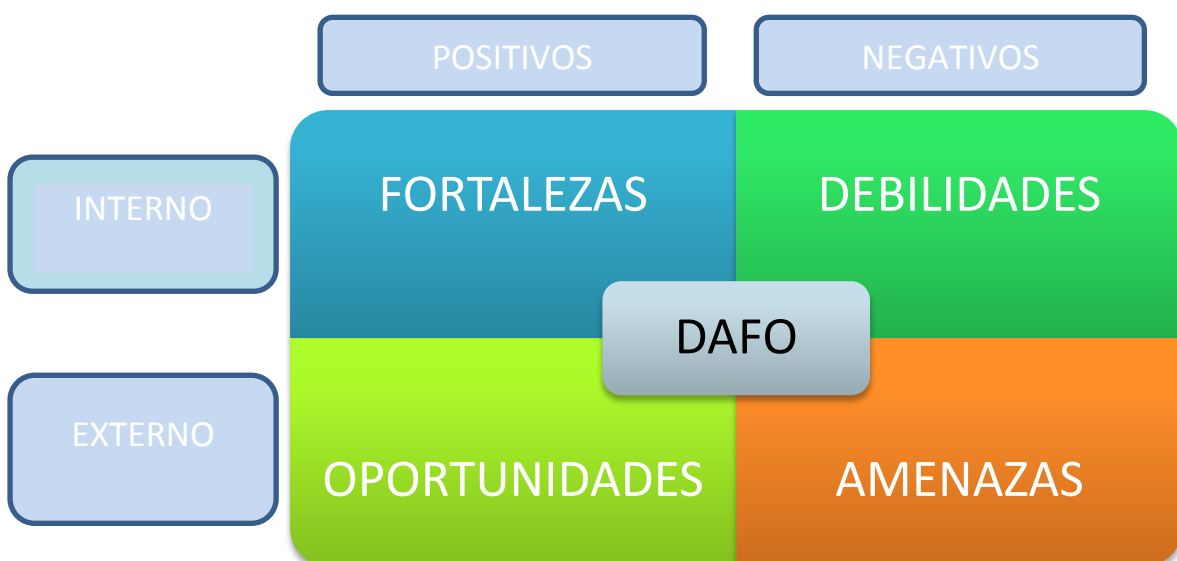 POSITIVOS
NEGATIVOS
INTERNO
FORTALEZAS
DEBILIDADES
DAFO
EXTERNO
OPORTUNIDADES
AMENAZAS